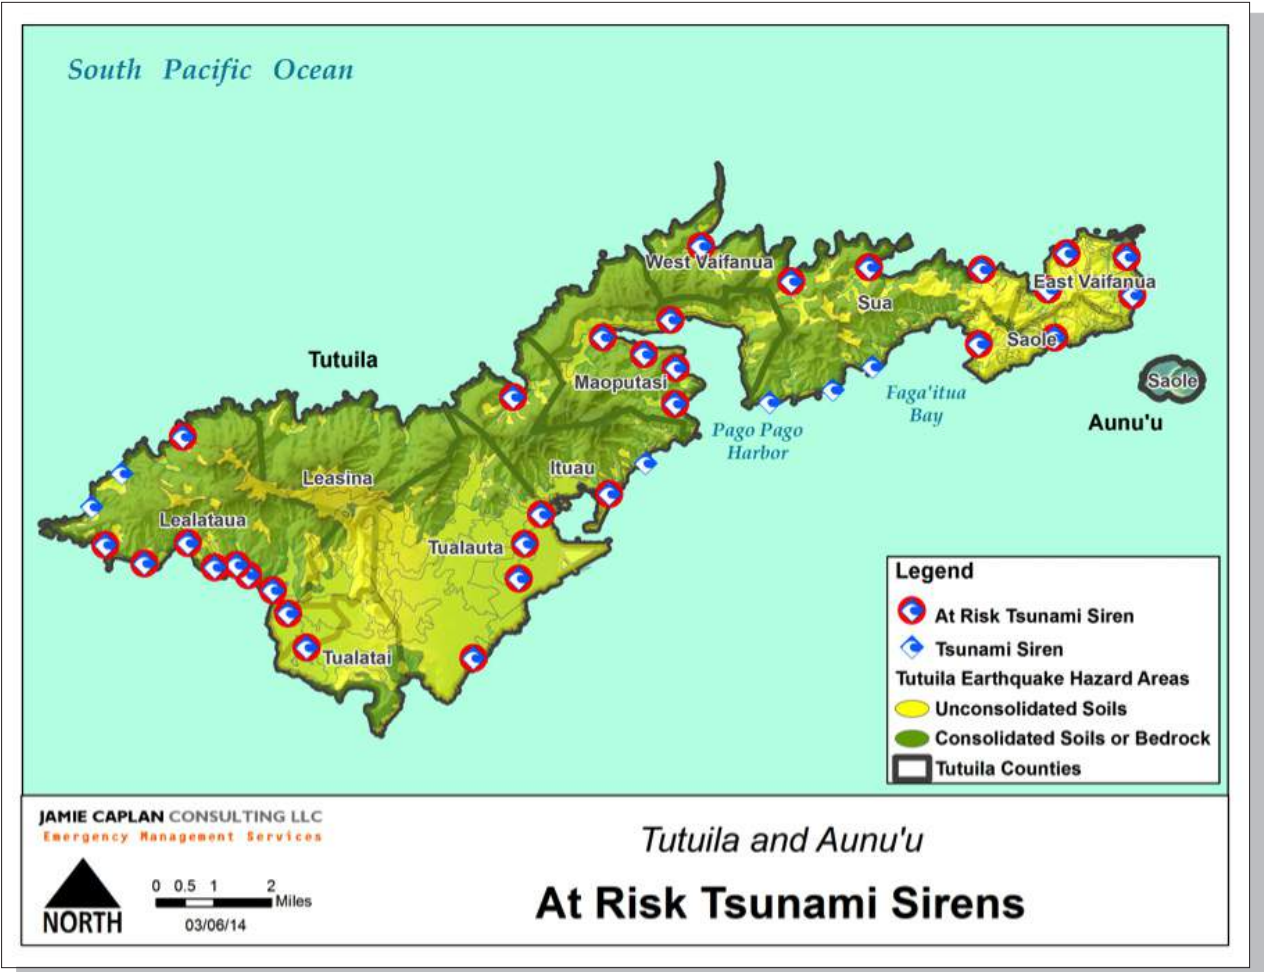 South Pacific Ocean
West Vaifanua
East Vaifanua
Sua
Saole
Tutuila
Maoputasi
Saole
Faga'itua
Bay
Aunu'u
Pago Pago
Harbor
Ituau
Leasina
Lealataua
Tualauta
Tualatai
Legend
At Risk Tsunami Siren
Tsunami Siren
Tutuila Earthquake Hazard Areas
Unconsolidated Soils
Consolidated Soils or Bedrock
Tutuila Counties
JAMIE CAPLAN CONSULTING LLC
Emergency Management Services
NORTH
0 0.5 1 2
Miles
03/06/14
Tutuila and Aunu'u
At Risk Tsunami Sirens